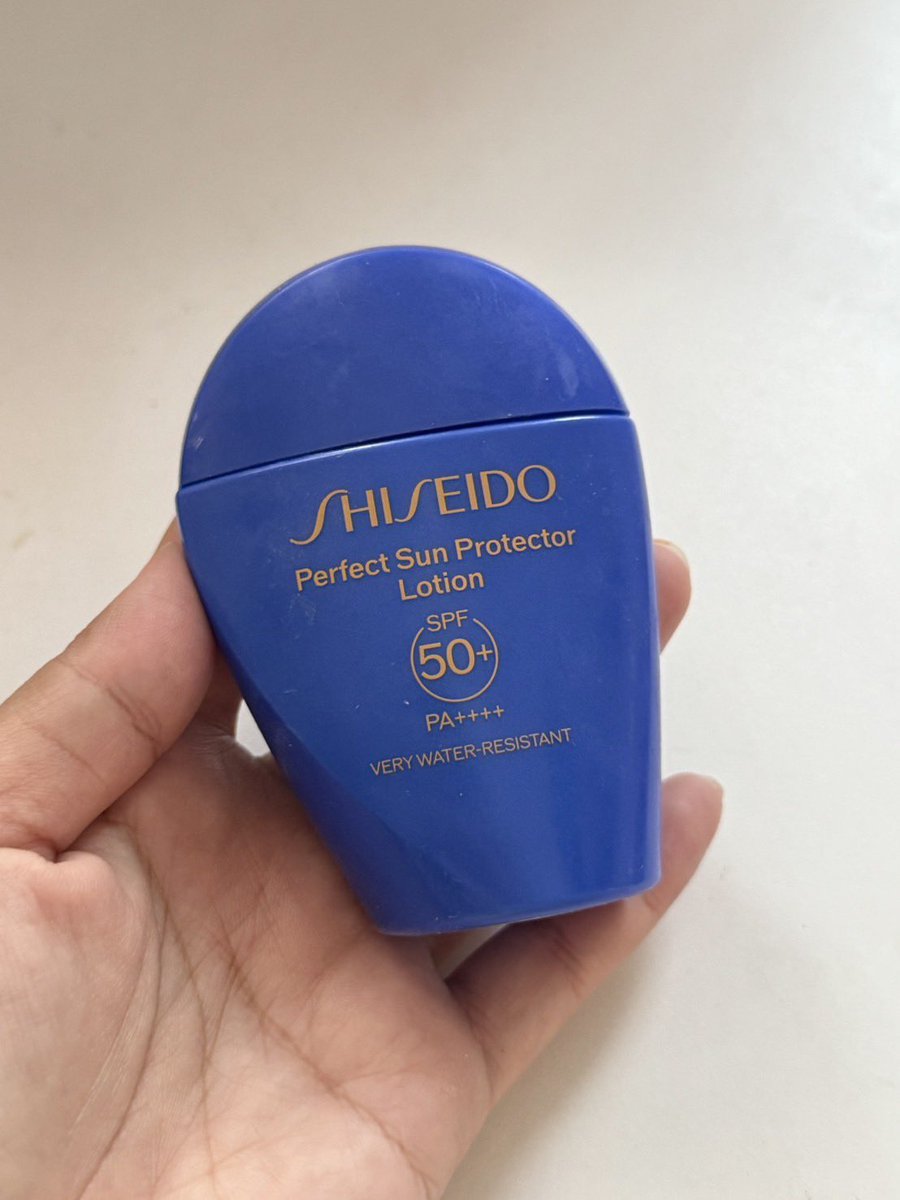 SHISEIDO
Perfect Sun Protector
Lotion
SPF
50+
PA++++
VERY WATER-RESISTANT